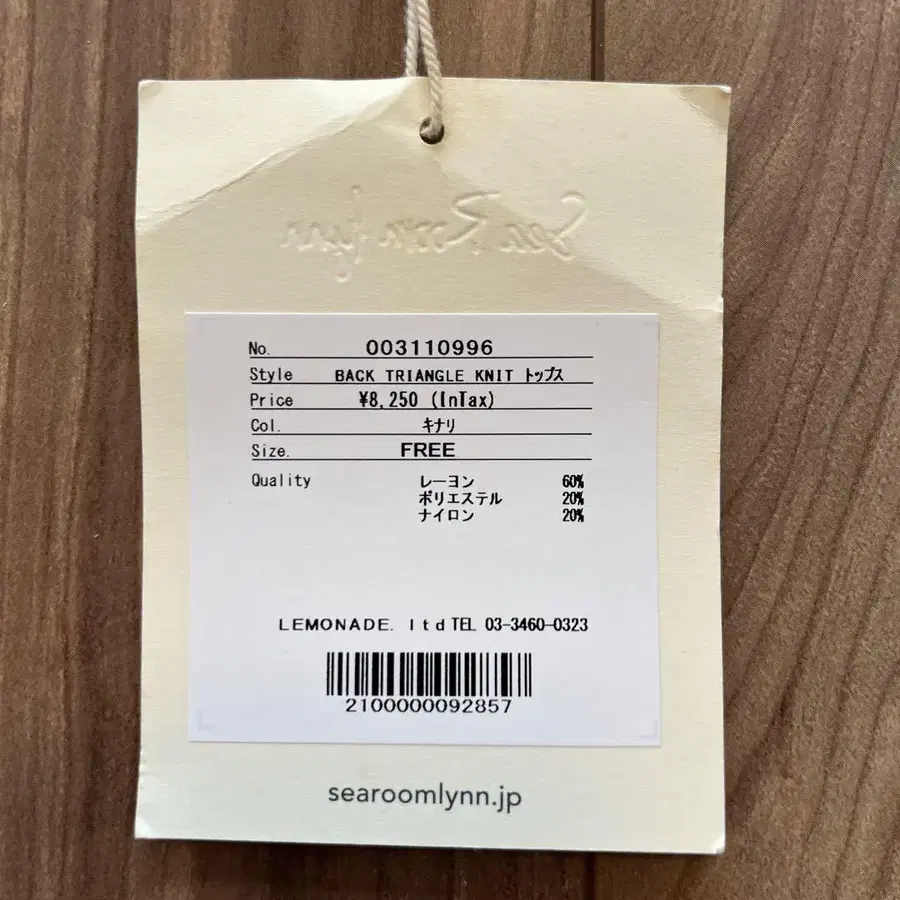 Sea Room lynn
No. 003110996
Style BACK TRIANGLE KNIT トップス
Price ¥8,250 (InTax)
Col. キナリ
Size. FREE
Quality レーヨン 60%
ポリエステル 20%
ナイロン 20%
LEMONADE. ltd TEL 03-3460-0323
2100000092857
searoomlynn.jp